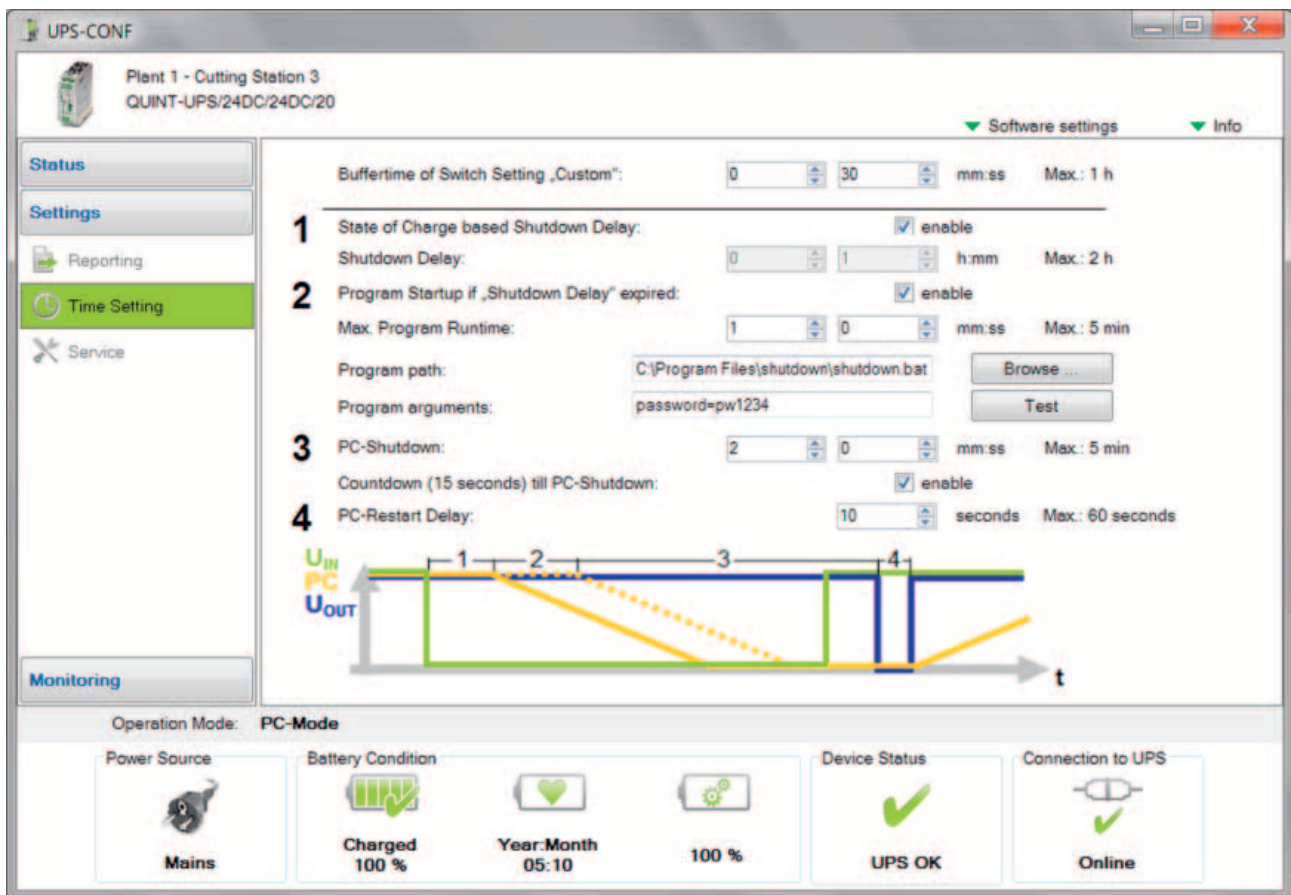 UPS-CONF
Plant 1 - Cutting Station 3
QUINT-UPS/24DC/24DC/20
Software settings Info
Status
Settings
Reporting
Time Setting
Service
Monitoring
Buffertime of Switch Setting „Custom": 0 30 mm:ss Max.: 1 h
1 State of Charge based Shutdown Delay: enable
Shutdown Delay: 0 1 h:mm Max.: 2 h
2 Program Startup if „Shutdown Delay" expired: enable
Max. Program Runtime: 1 0 mm:ss Max.: 5 min
Program path: C:\Program Files\shutdown\shutdown.bat Browse ...
Program arguments: password=pw1234 Test
3 PC-Shutdown: 2 0 mm:ss Max.: 5 min
Countdown (15 seconds) till PC-Shutdown: enable
4 PC-Restart Delay: 10 seconds Max.: 60 seconds
UIN
PC
UOUT
1 2 3 4
t
Operation Mode: PC-Mode
Power Source Battery Condition Device Status Connection to UPS
Charged Year:Month
Mains 100 % 05:10 100 % UPS OK Online